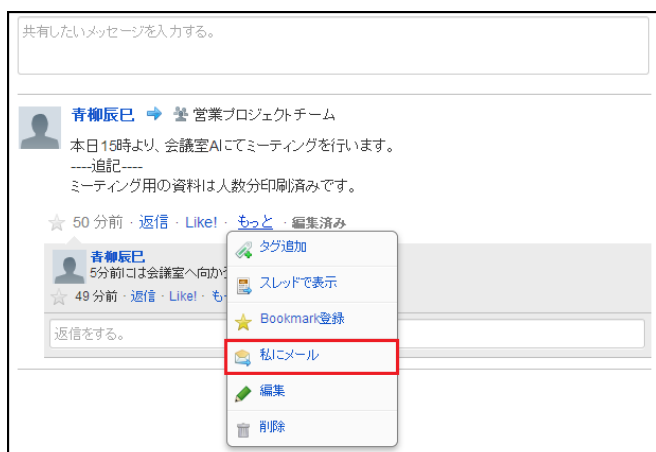 共有したいメッセージを入力する。
青柳辰巳 営業プロジェクトチーム
本日15時より、会議室Aにてミーティングを行います。
----追記----
ミーティング用の資料は人数分印刷済みです。
50 分前 · 返信 · Like! · もっと · 編集済み
青柳辰巳
5分前には会議室へ向か
49 分前 · 返信 · Like! · も
返信をする。
タグ追加
スレッドで表示
Bookmark登録
私にメール
編集
削除